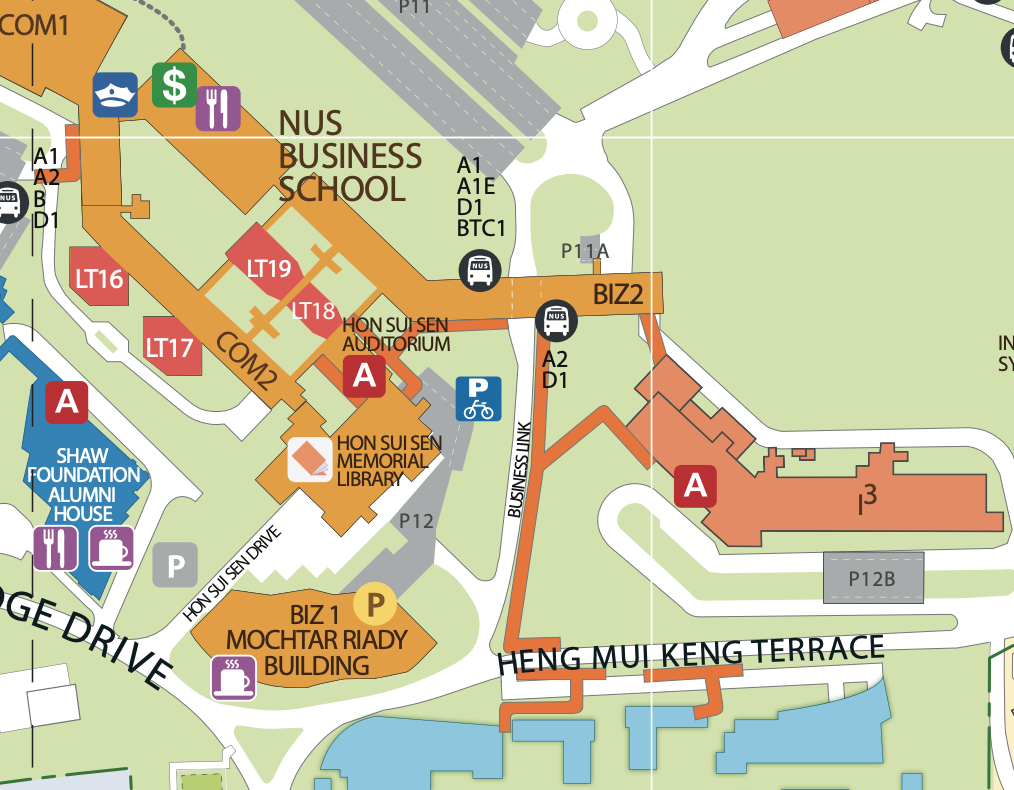 COM1
P11
$
NUS
BUSINESS
SCHOOL
A1
A2
B
D1
NUS
A1
A1E
D1
BTC1
NUS
P11A
BIZ2
NUS
A2
D1
LT16
LT19
LT18
LT17
COM2
HON SUI SEN
AUDITORIUM
A
P
A
HON SUI SEN
MEMORIAL
LIBRARY
BUSINESS LINK
SHAW
FOUNDATION
ALUMNI
HOUSE
A
I3
P12
P
HON SUI SEN DRIVE
P12B
P
BIZ 1
MOCHTAR RIADY
BUILDING
HENG MUI KENG TERRACE
DGE DRIVE
IN
SY